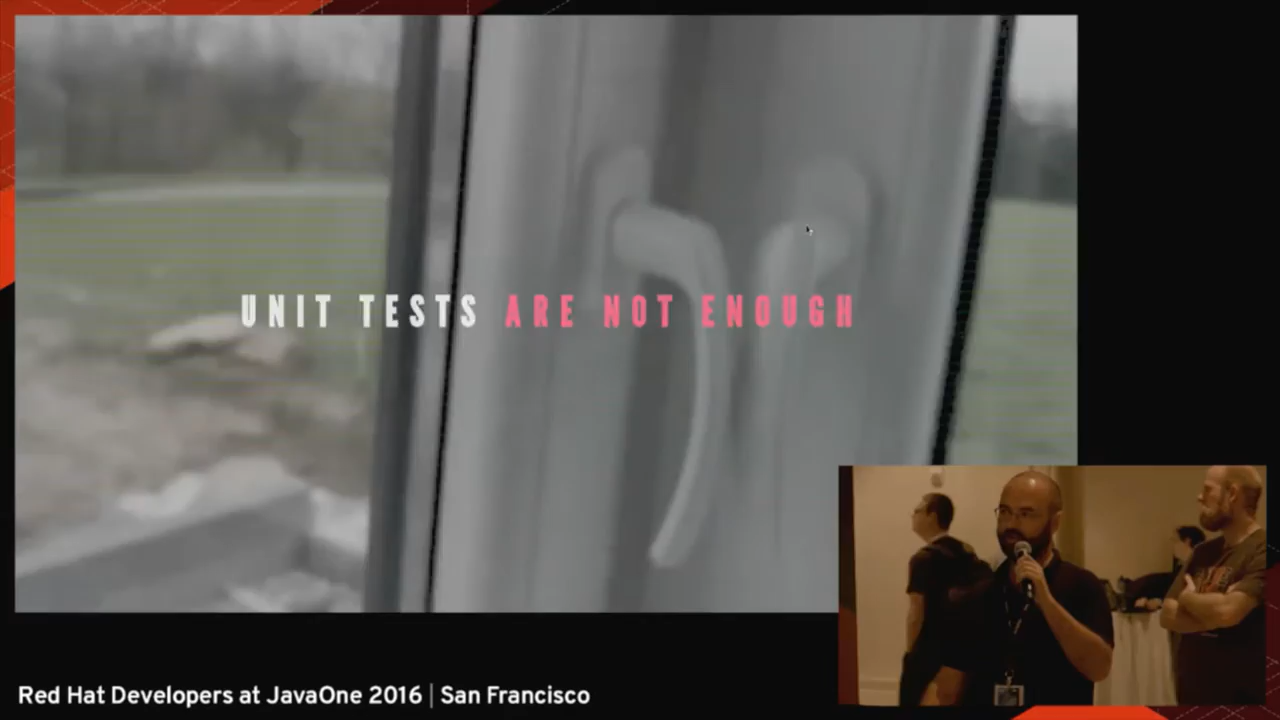 UNIT TESTS ARE NOT ENOUGH
Red Hat Developers at JavaOne 2016 | San Francisco